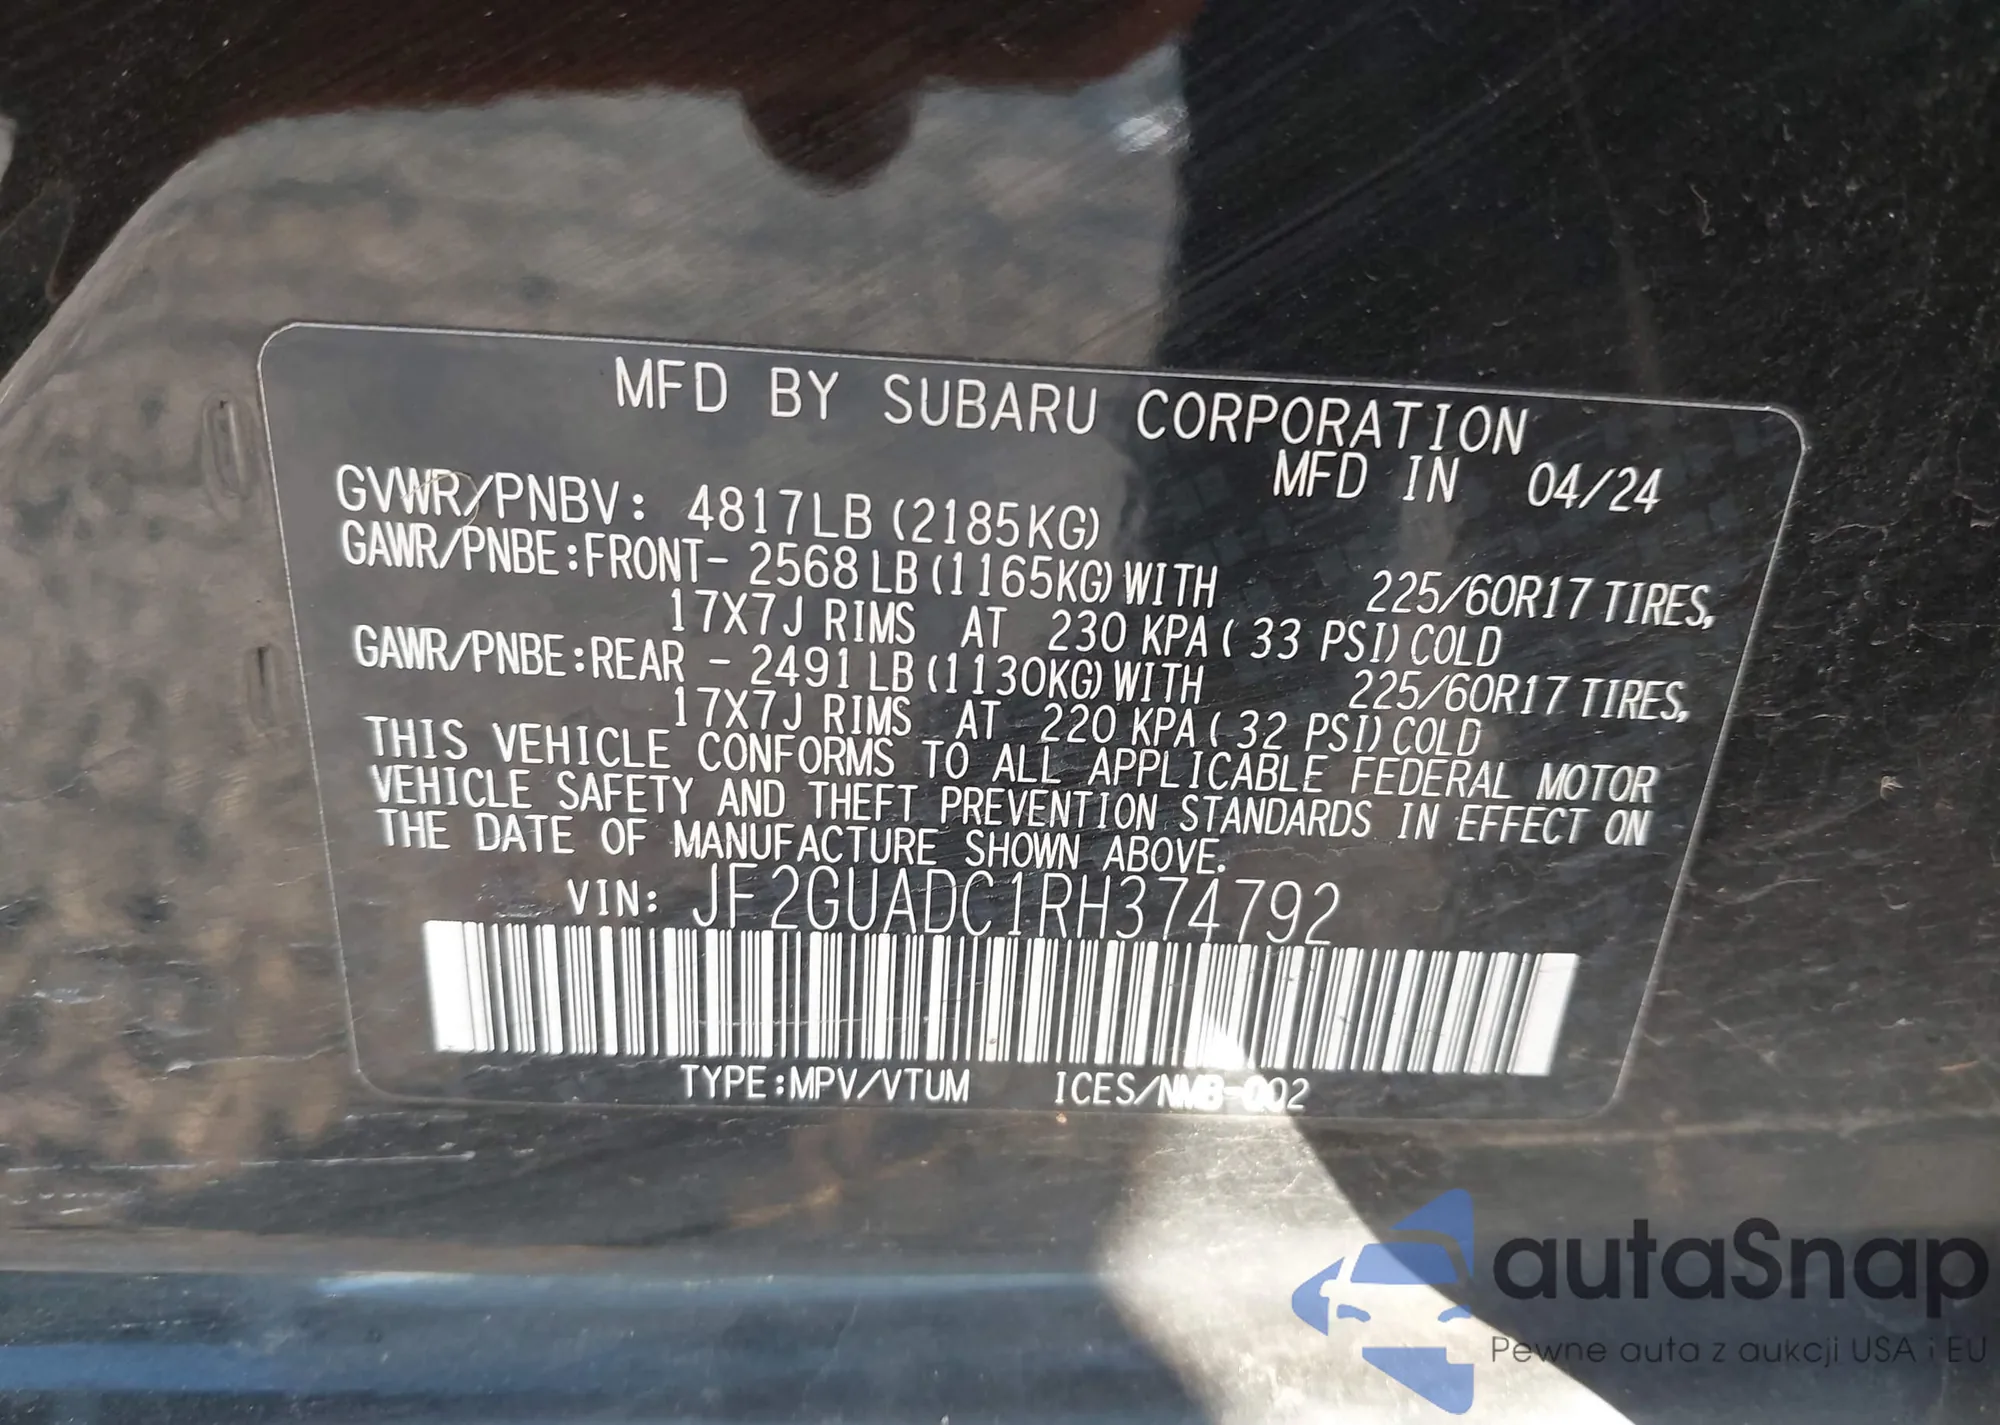 MFD BY SUBARU CORPORATION
MFD IN 04/24
GVWR/PNBV: 4817LB (2185KG)
GAWR/PNBE:FRONT- 2568LB(1165KG)WITH 225/60R17 TIRES,
17X7J RIMS AT 230 KPA( 33 PSI)COLD
GAWR/PNBE:REAR - 2491LB(1130KG)WITH 225/60R17 TIRES,
17X7J RIMS AT 220 KPA( 32 PSI)COLD
THIS VEHICLE CONFORMS TO ALL APPLICABLE FEDERAL MOTOR
VEHICLE SAFETY AND THEFT PREVENTION STANDARDS IN EFFECT ON
THE DATE OF MANUFACTURE SHOWN ABOVE.
VIN: JF2GUADC1RH374792
TYPE:MPV/VTUM ICES/NMB-002
autaSnap
Pewne auta z aukcji USA i EU